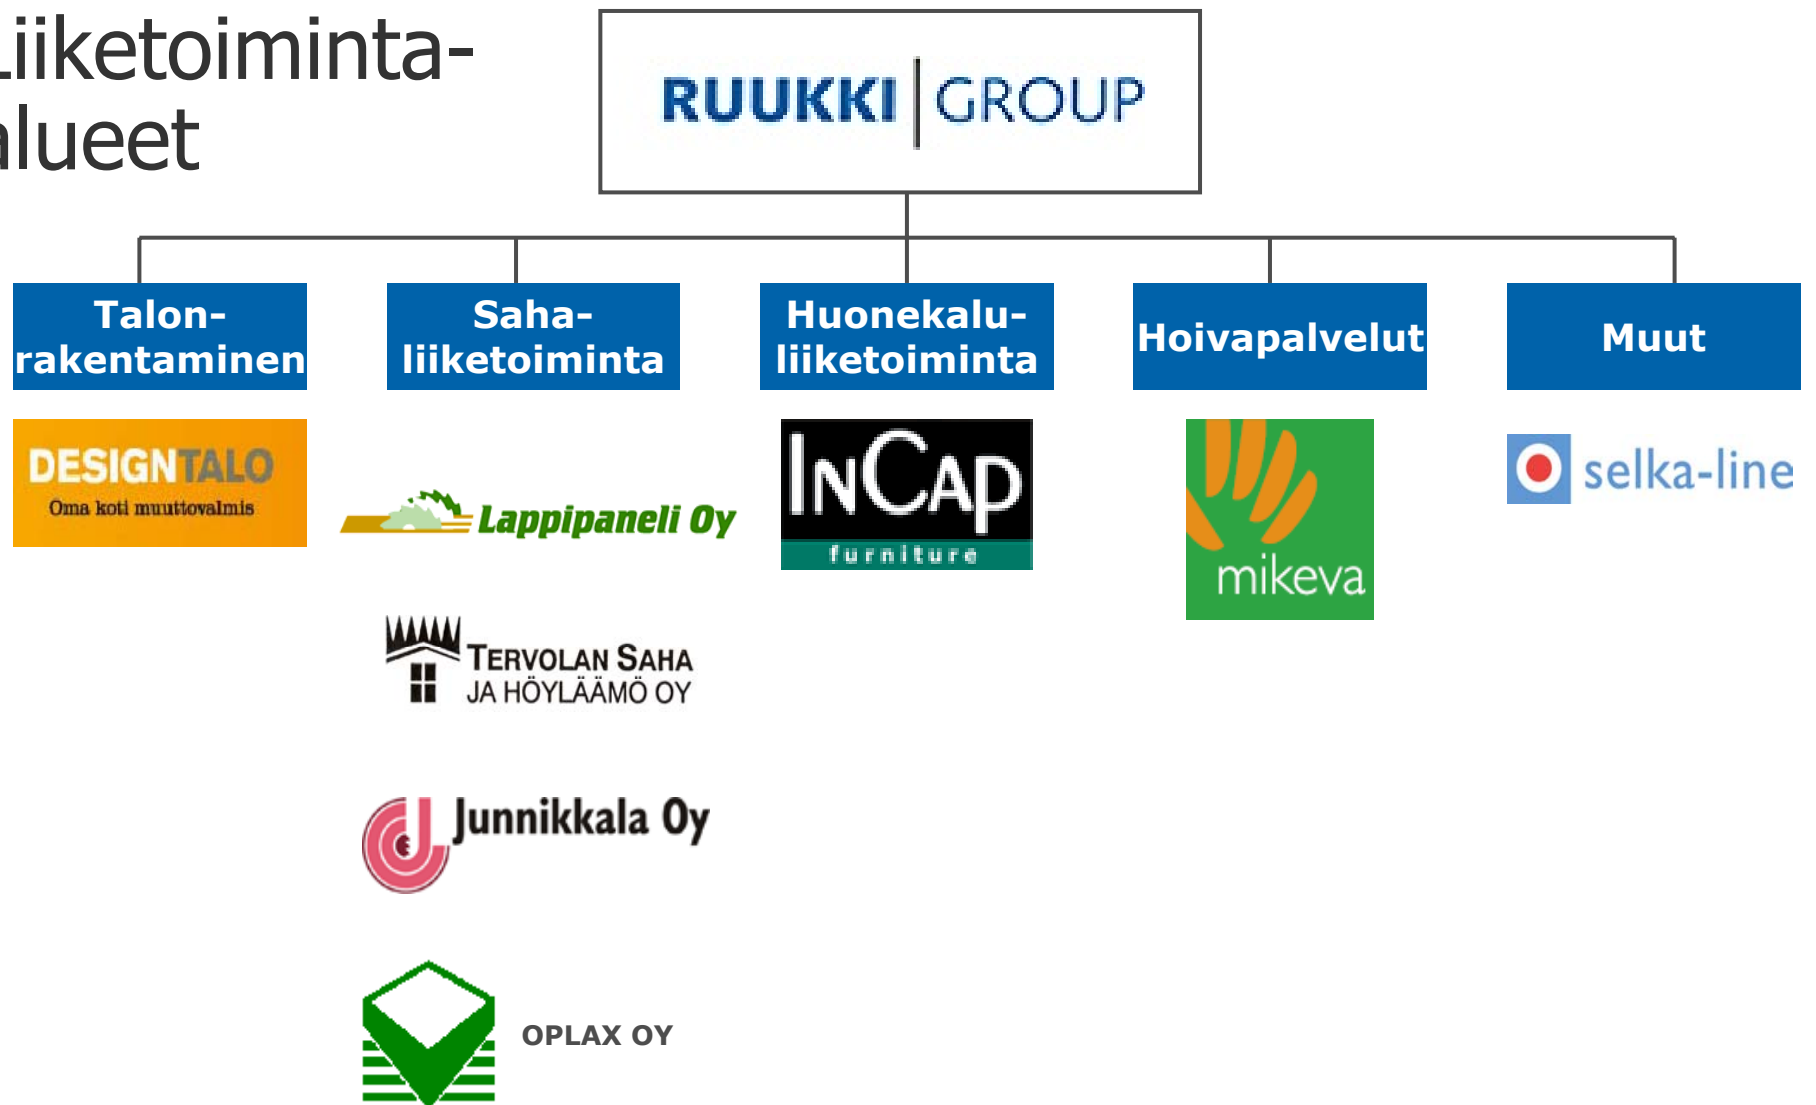 Liiketoiminta-
alueet
RUUKKI GROUP
Talon-
rakentaminen
Saha-
liiketoiminta
Huonekalu-
liiketoiminta
Hoivapalvelut
Muut
DESIGNTALO
Oma koti muuttovalmis
Lappipaneli Oy
TERVOLAN SAHA
JA HÖYLÄÄMÖ OY
Junnikkala Oy
OPLAX OY
INCAP
furniture
mikeva
selka-line